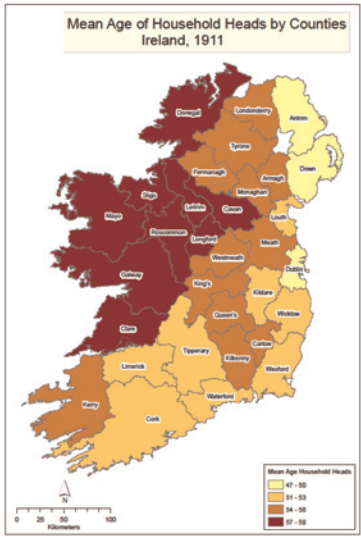 Mean Age of Household Heads by Counties
Ireland, 1911
Donegal
Londonderry
Antrim
Tyrone
Fermanagh
Down
Armagh
Monaghan
Sligo
Leitrim
Cavan
Louth
Mayo
Roscommon
Longford
Meath
Westmeath
Galway
Dublin
King's
Kildare
Queen's
Wicklow
Clare
Carlow
Tipperary
Kilkenny
Limerick
Wexford
Waterford
Kerry
Cork
N
0 25 50 100
Kilometers
Mean Age Household Heads
47 - 50
51 - 53
54 - 56
57 - 58